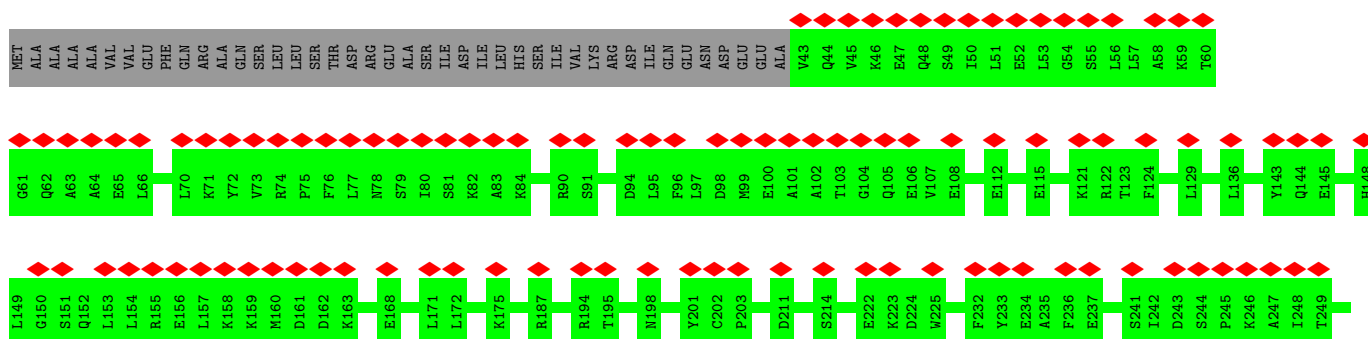 MET ALA ALA ALA ALA VAL VAL GLU PHE GLN ARG ALA GLN SER LEU LEU SER THR ASP ARG GLU ALA SER ILE ASP ILE LEU HIS SER ILE VAL LYS ARG ASP ILE GLN GLU ASN ASP GLU GLU ALA V43 Q44 V45 K46 E47 Q48 S49 I50 L51 E52 L53 G54 S55 L56 L57 A58 K59 T60
G61 Q62 A63 A64 E65 L66 L70 K71 Y72 V73 R74 P75 F76 L77 N78 S79 I80 S81 K82 A83 K84 R90 S91 D94 L95 F96 L97 D98 M99 E100 A101 A102 T103 G104 Q105 E106 V107 E108 E112 E115 K121 R122 T123 F124 L129 L136 Y143 Q144 E145 H148
L149 G150 S151 Q152 L153 L154 R155 E156 L157 K158 K159 M160 D161 D162 K163 E168 L171 L172 K175 R187 R194 T195 N198 Y201 C202 P203 D211 S214 E222 K223 D224 W225 F232 Y233 E234 A235 F236 E237 S241 I242 D243 S244 P245 K246 A247 I248 T249